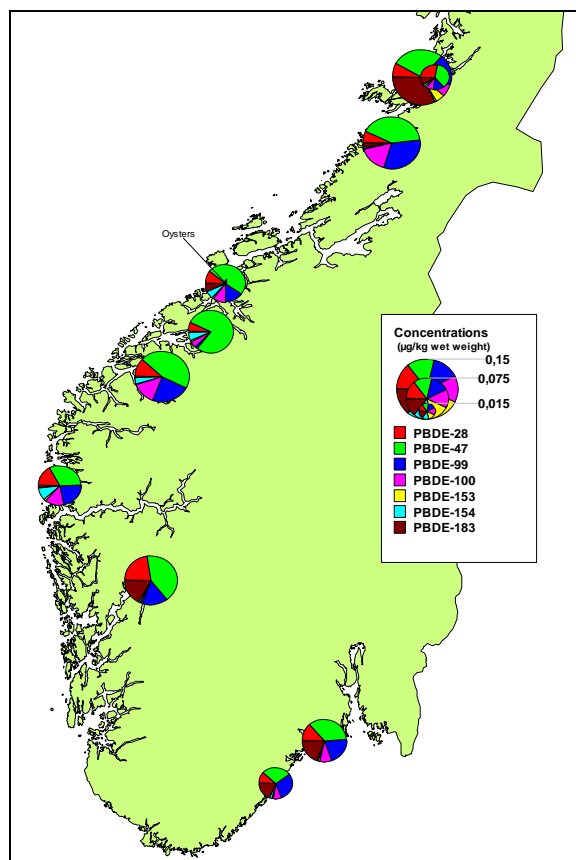 Oysters
Concentrations
(µg/kg wet weight)
0,15
0,075
0,015
PBDE-28
PBDE-47
PBDE-99
PBDE-100
PBDE-153
PBDE-154
PBDE-183